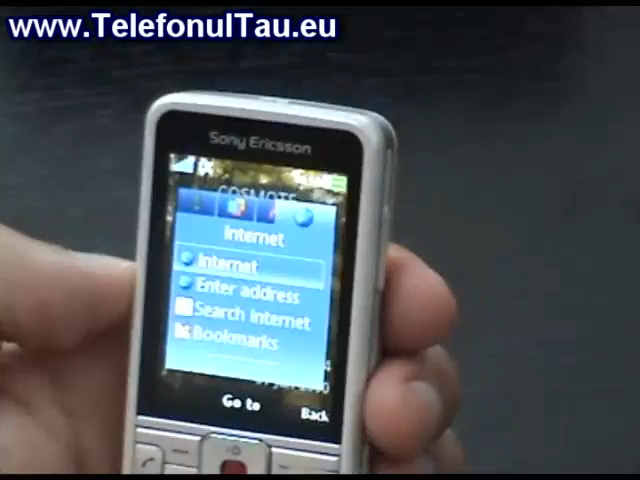 www.TelefonulTau.eu
Sony Ericsson
COSMOTE
Internet
Internet
Enter address
Search Internet
Bookmarks
Go to
Back